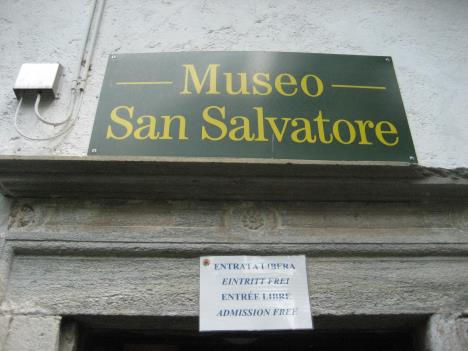 Museo
San Salvatore
ENTRATA LIBERA
EINTRITT FREI
ENTRÉE LIBRE
ADMISSION FREE